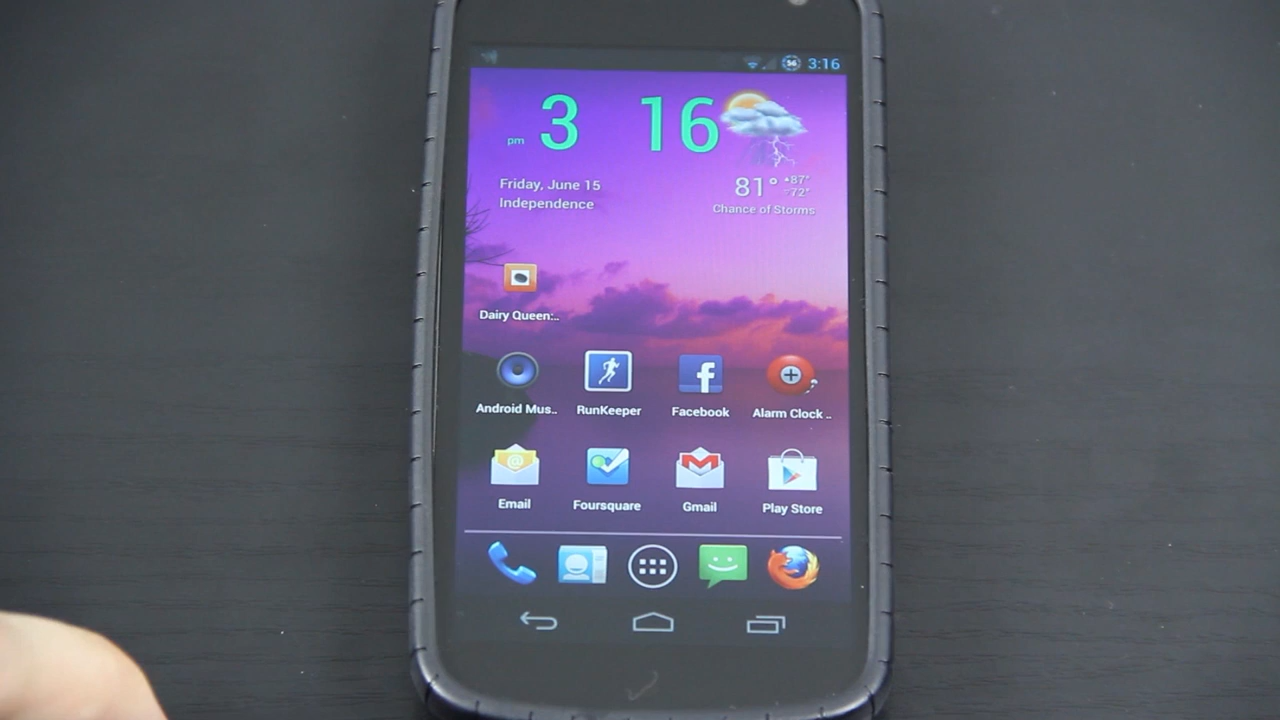 56 3:16
pm 3 16
Friday, June 15
Independence
81° 87°
72°
Chance of Storms
Dairy Queen:..
Android Mus.. RunKeeper Facebook Alarm Clock ..
Email Foursquare Gmail Play Store